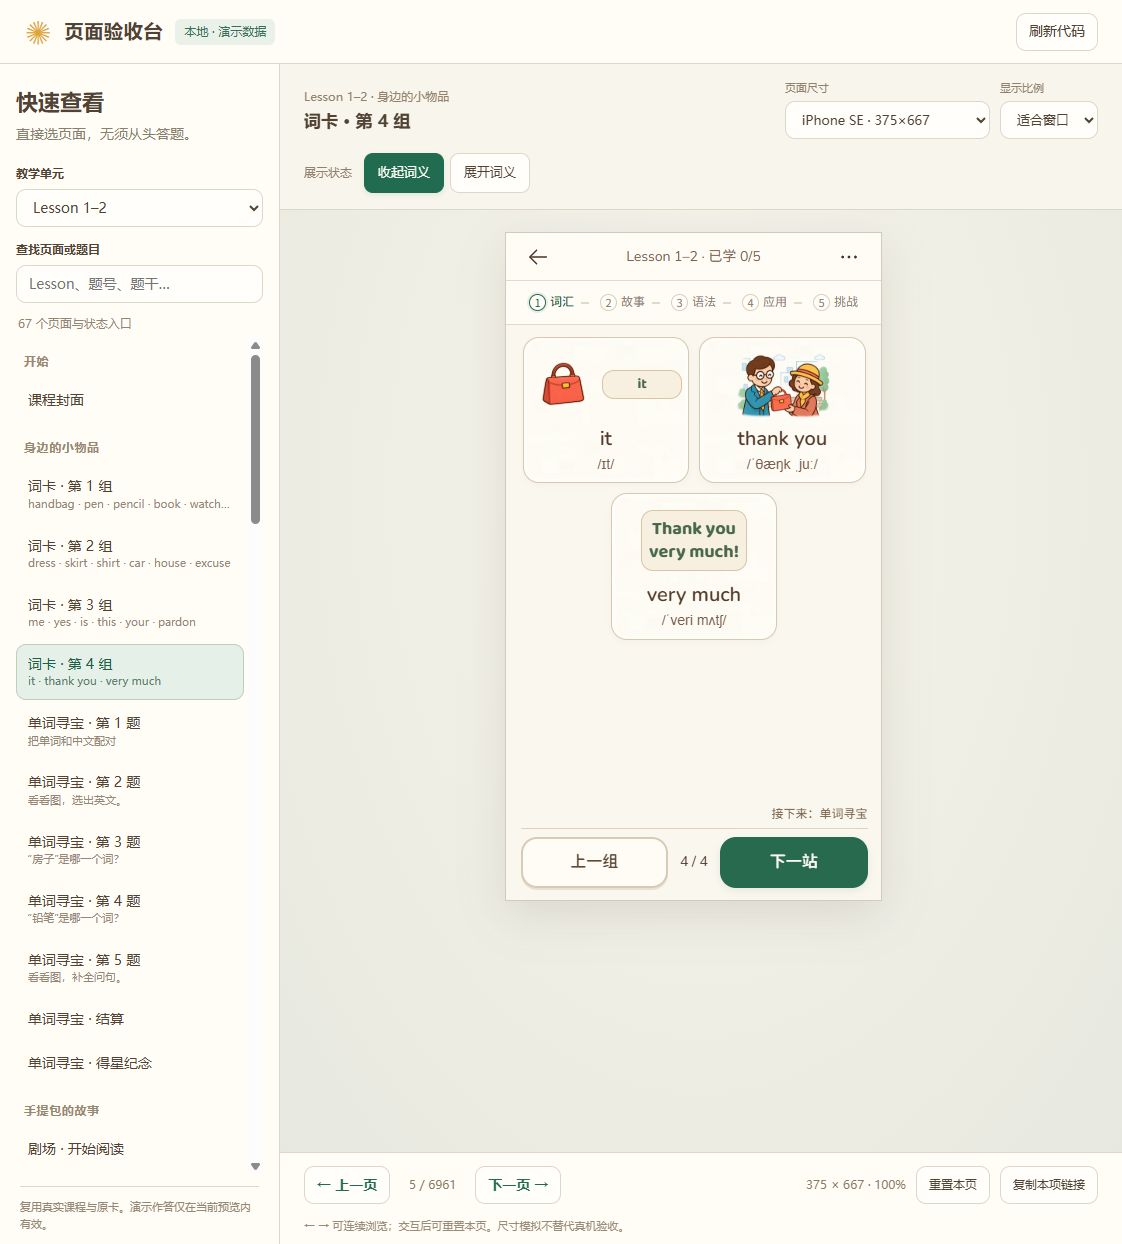 页面验收台
本地 · 演示数据
刷新代码
快速查看
直接选页面，无须从头答题。
教学单元
Lesson 1–2
查找页面或题目
Lesson、题号、题干...
67 个页面与状态入口
开始
课程封面
身边的小物品
词卡 · 第 1 组
handbag · pen · pencil · book · watch...
词卡 · 第 2 组
dress · skirt · shirt · car · house · excuse
词卡 · 第 3 组
me · yes · is · this · your · pardon
词卡 · 第 4 组
it · thank you · very much
单词寻宝 · 第 1 题
把单词和中文配对
单词寻宝 · 第 2 题
看看图，选出英文。
单词寻宝 · 第 3 题
“房子”是哪一个词？
单词寻宝 · 第 4 题
“铅笔”是哪一个词？
单词寻宝 · 第 5 题
看看图，补全问句。
单词寻宝 · 结算
单词寻宝 · 得星纪念
手提包的故事
剧场 · 开始阅读
复用真实课程与原卡。演示作答仅在当前预览内
有效。
Lesson 1–2 · 身边的小物品
词卡 • 第 4 组
页面尺寸
iPhone SE · 375×667
显示比例
适合窗口
展示状态
收起词义
展开词义
Lesson 1–2 · 已学 0/5
1 词汇 – 2 故事 – 3 语法 – 4 应用 – 5 挑战
it
it
/ɪt/
thank you
/ˈθæŋk ˌjuː/
Thank you
very much!
very much
/ˈveri mʌtʃ/
接下来：单词寻宝
上一组
4 / 4
下一站
← 上一页
5 / 6961
下一页 →
375 × 667 · 100%
重置本页
复制本项链接
← → 可连续浏览；交互后可重置本页。尺寸模拟不替代真机验收。